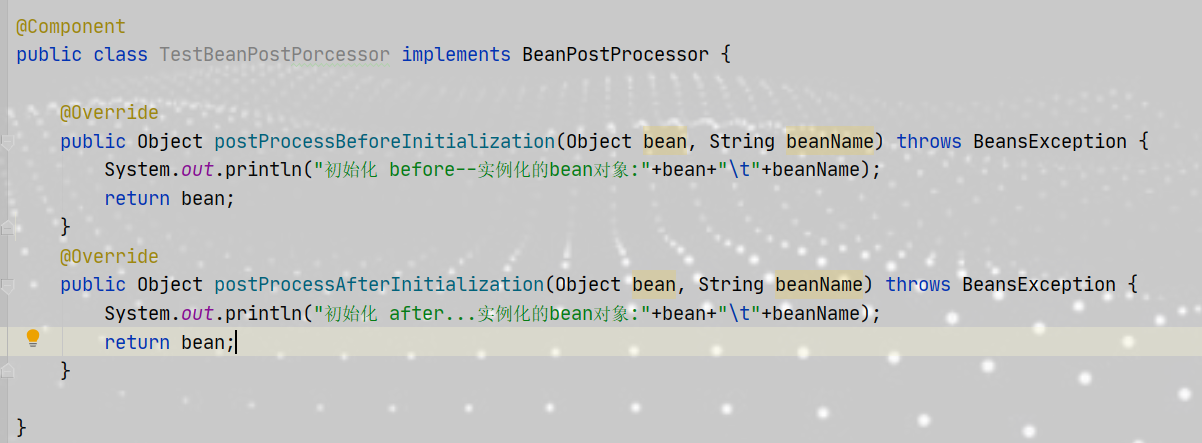 @Component
public class TestBeanPostPorcessor implements BeanPostProcessor {
@Override
public Object postProcessBeforeInitialization(Object bean, String beanName) throws BeansException {
System.out.println("初始化 before--实例化的bean对象:"+bean+"\t"+beanName);
return bean;
}
@Override
public Object postProcessAfterInitialization(Object bean, String beanName) throws BeansException {
System.out.println("初始化 after...实例化的bean对象:"+bean+"\t"+beanName);
return bean;
}
}